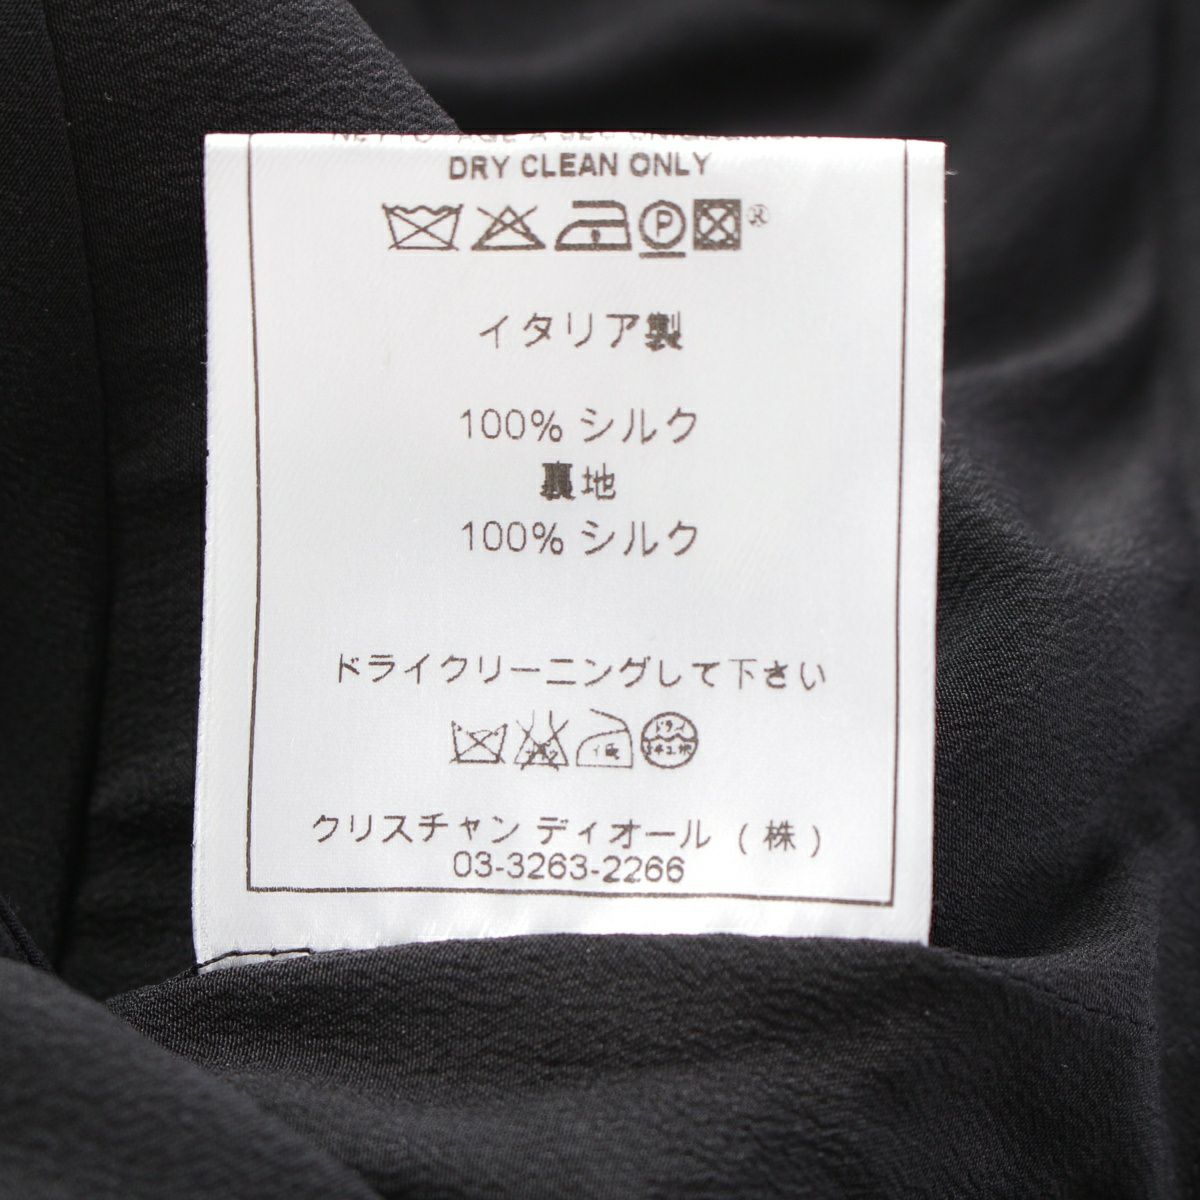 DRY CLEAN ONLY
P ®
イタリア製
100% シルク
裏地
100% シルク
ドライクリーニングして下さい
クリスチャン ディオール (株)
03-3263-2266